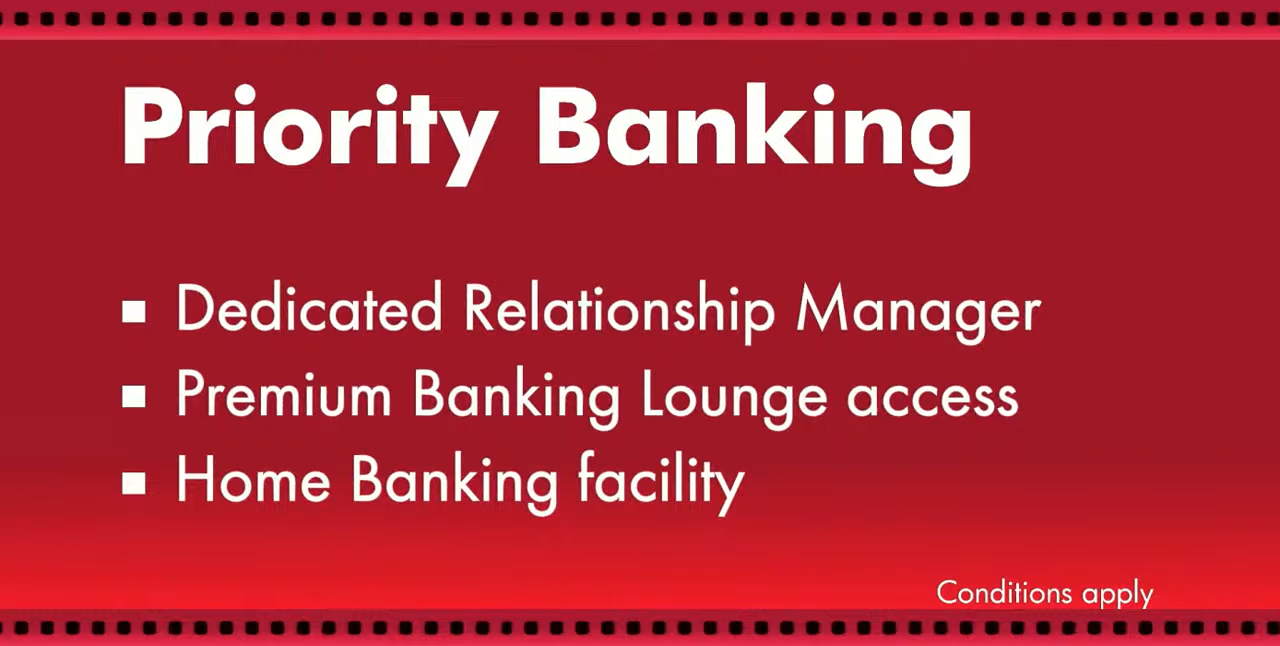 Priority Banking
▪ Dedicated Relationship Manager
▪ Premium Banking Lounge access
▪ Home Banking facility
Conditions apply